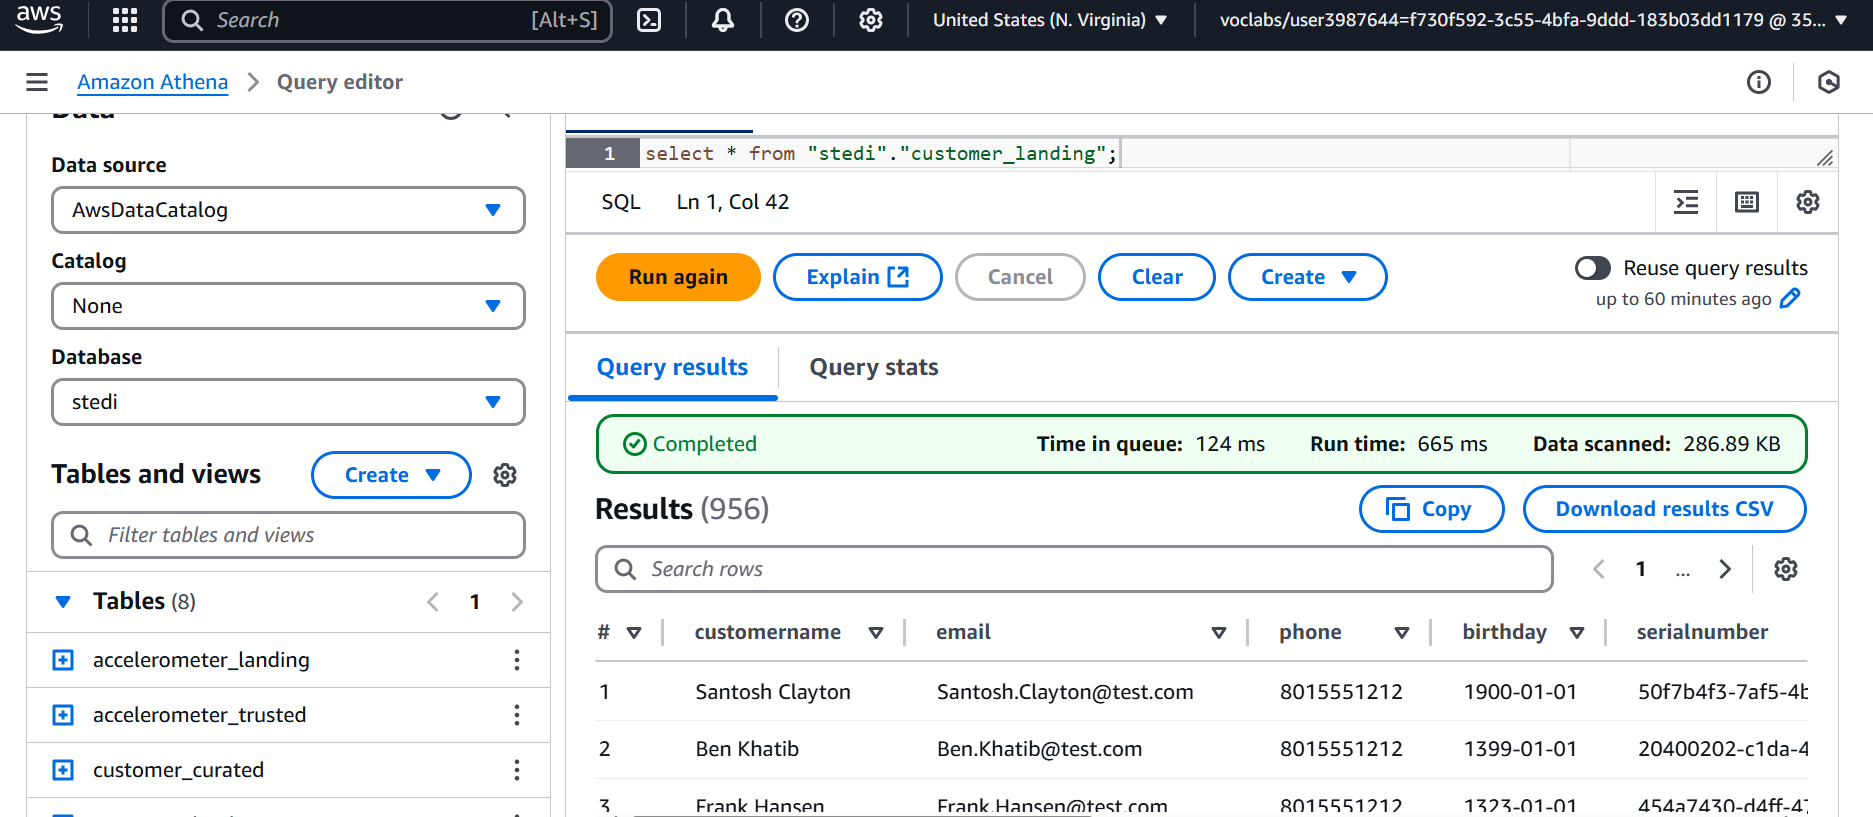 aws
Search [Alt+S]
United States (N. Virginia)
voclabs/user3987644=f730f592-3c55-4bfa-9ddd-183b03dd1179 @ 35...
Amazon Athena > Query editor
Data
Data source
AwsDataCatalog
Catalog
None
Database
stedi
Tables and views
Create
Filter tables and views
Tables (8)
< 1 >
accelerometer_landing
accelerometer_trusted
customer_curated
1 select * from "stedi"."customer_landing";
SQL Ln 1, Col 42
Run again
Explain
Cancel
Clear
Create
Reuse query results
up to 60 minutes ago
Query results
Query stats
Completed
Time in queue: 124 ms
Run time: 665 ms
Data scanned: 286.89 KB
Results (956)
Copy
Download results CSV
Search rows
< 1 ... >
# customername email phone birthday serialnumber
1 Santosh Clayton Santosh.Clayton@test.com 8015551212 1900-01-01 50f7b4f3-7af5-4b
2 Ben Khatib Ben.Khatib@test.com 8015551212 1399-01-01 20400202-c1da-4
3 Frank Hansen Frank.Hansen@test.com 8015551212 1323-01-01 454a7430-d4ff-47